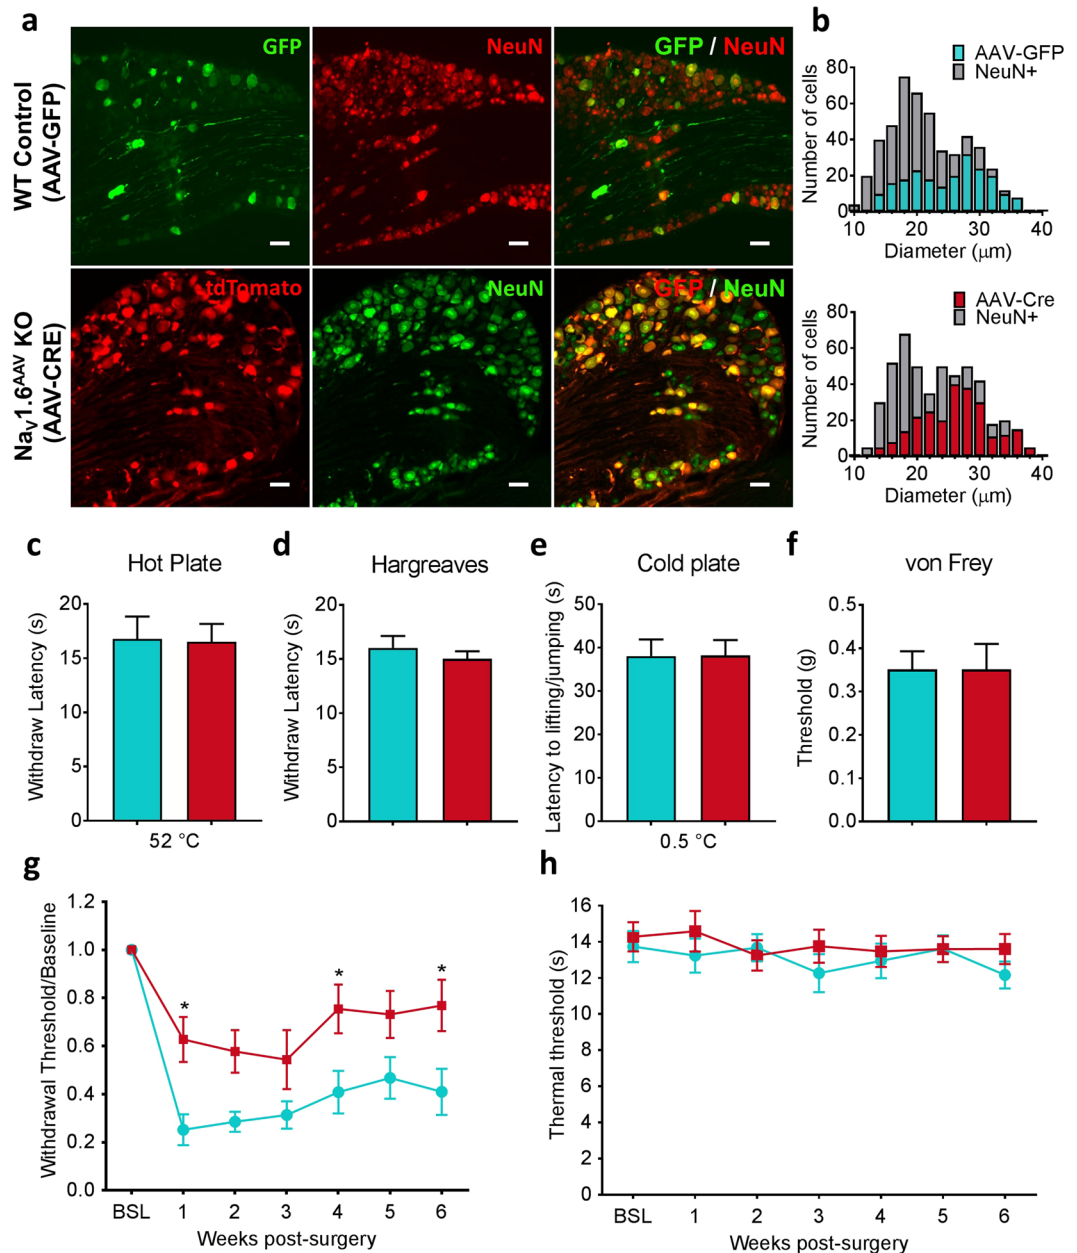 a
b
WT Control
(AAV-GFP)
GFP
NeuN
GFP / NeuN
AAV-GFP
NeuN+
Number of cells
80
60
40
20
0
10 20 30 40
Diameter (μm)
NaV1.6AAV KO
(AAV-CRE)
tdTomato
NeuN
GFP / NeuN
AAV-Cre
NeuN+
Number of cells
80
60
40
20
0
10 20 30 40
Diameter (μm)
c
Hot Plate
Withdraw Latency (s)
20
15
10
5
0
52 °C
d
Hargreaves
Withdraw Latency (s)
20
15
10
5
0
e
Cold plate
Latency to lifting/jumping (s)
50
40
30
20
10
0
0.5 °C
f
von Frey
Threshold (g)
0.5
0.4
0.3
0.2
0.1
0.0
g
Withdrawal Threshold/Baseline
1.2
1.0
0.8
0.6
0.4
0.2
0.0
*
*
*
BSL 1 2 3 4 5 6
Weeks post-surgery
h
Thermal threshold (s)
16
14
12
10
8
6
4
2
0
BSL 1 2 3 4 5 6
Weeks post-surgery